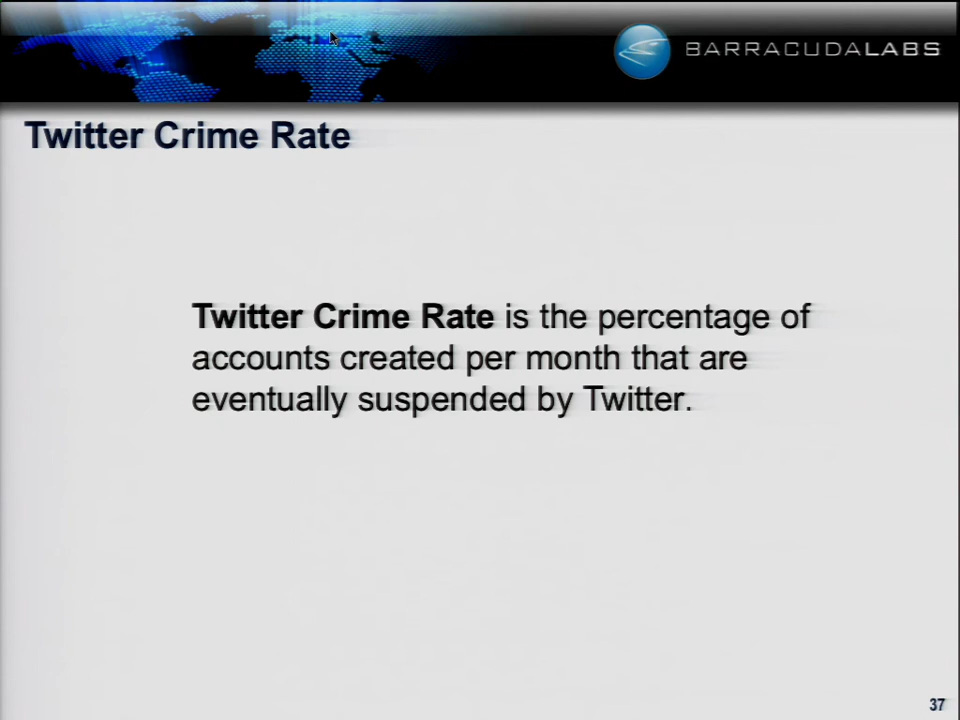 BARRACUDALABS
Twitter Crime Rate
Twitter Crime Rate is the percentage of
accounts created per month that are
eventually suspended by Twitter.
37